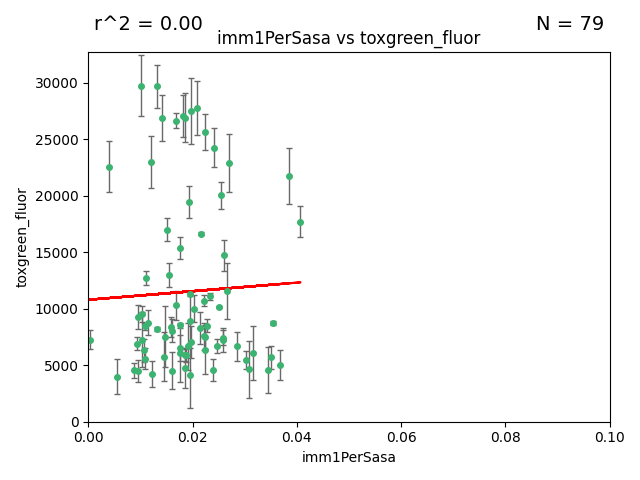 r^2 = 0.00
N = 79
imm1PerSasa vs toxgreen_fluor
30000
25000
20000
15000
10000
5000
0
toxgreen_fluor
0.00
0.02
0.04
0.06
0.08
0.10
imm1PerSasa